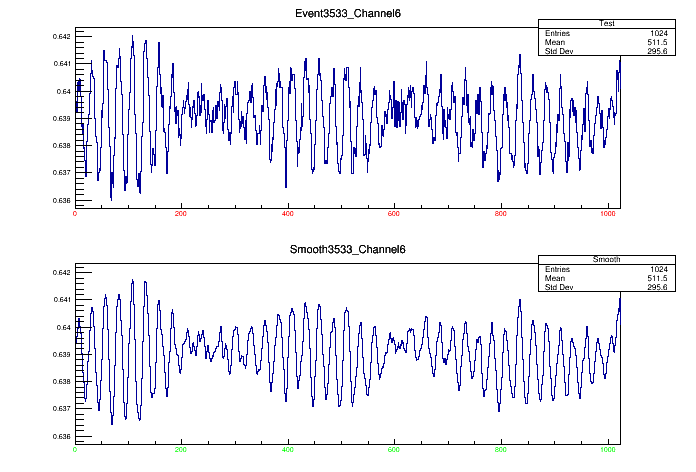 Event3533_Channel6
Test
Entries 1024
Mean 511.5
Std Dev 295.6
0.642
0.641
0.64
0.639
0.638
0.637
0.636
0 200 400 600 800 1000
Smooth3533_Channel6
Smooth
Entries 1024
Mean 511.5
Std Dev 295.6
0.642
0.641
0.64
0.639
0.638
0.637
0.636
0 200 400 600 800 1000